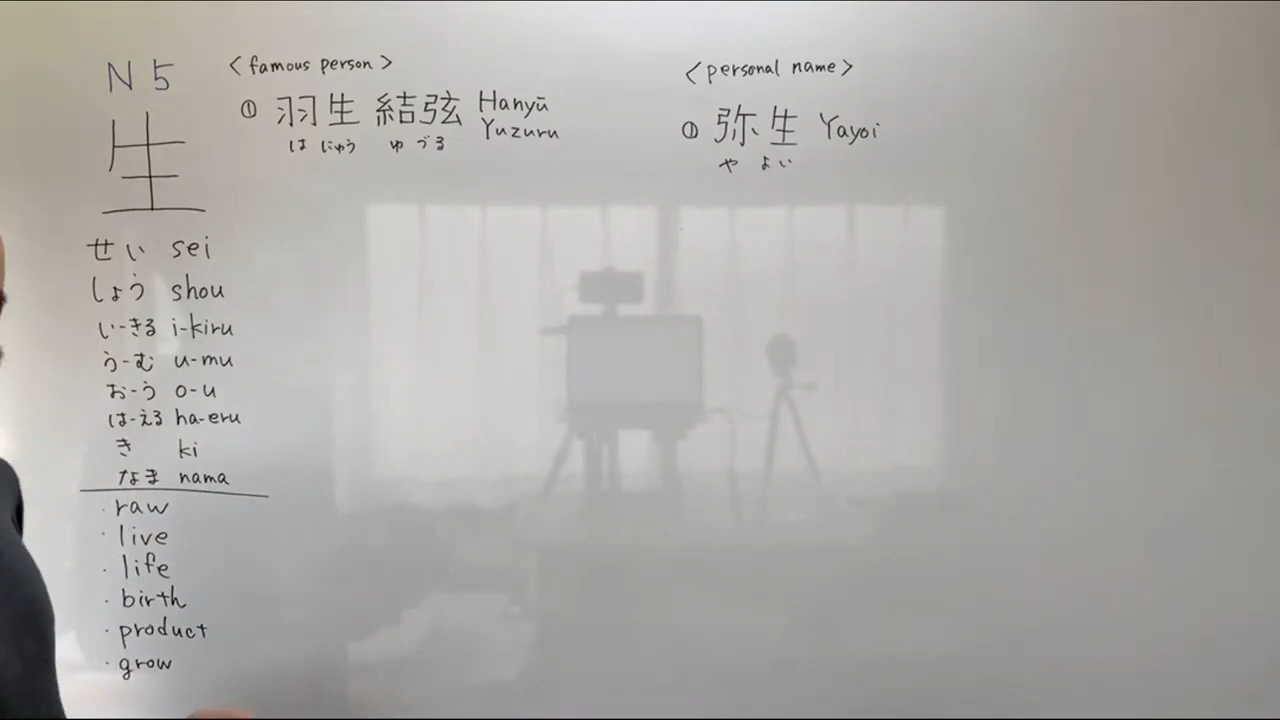 N5
生
せい sei
しょう shou
い-きる i-kiru
う-む u-mu
お-う o-u
は-える ha-eru
き ki
なま nama
・raw
・live
・life
・birth
・product
・grow
<famous person>
① 羽生 結弦 Hanyū Yuzuru
は にゅう ゆ づる
<personal name>
① 弥生 Yayoi
や よい